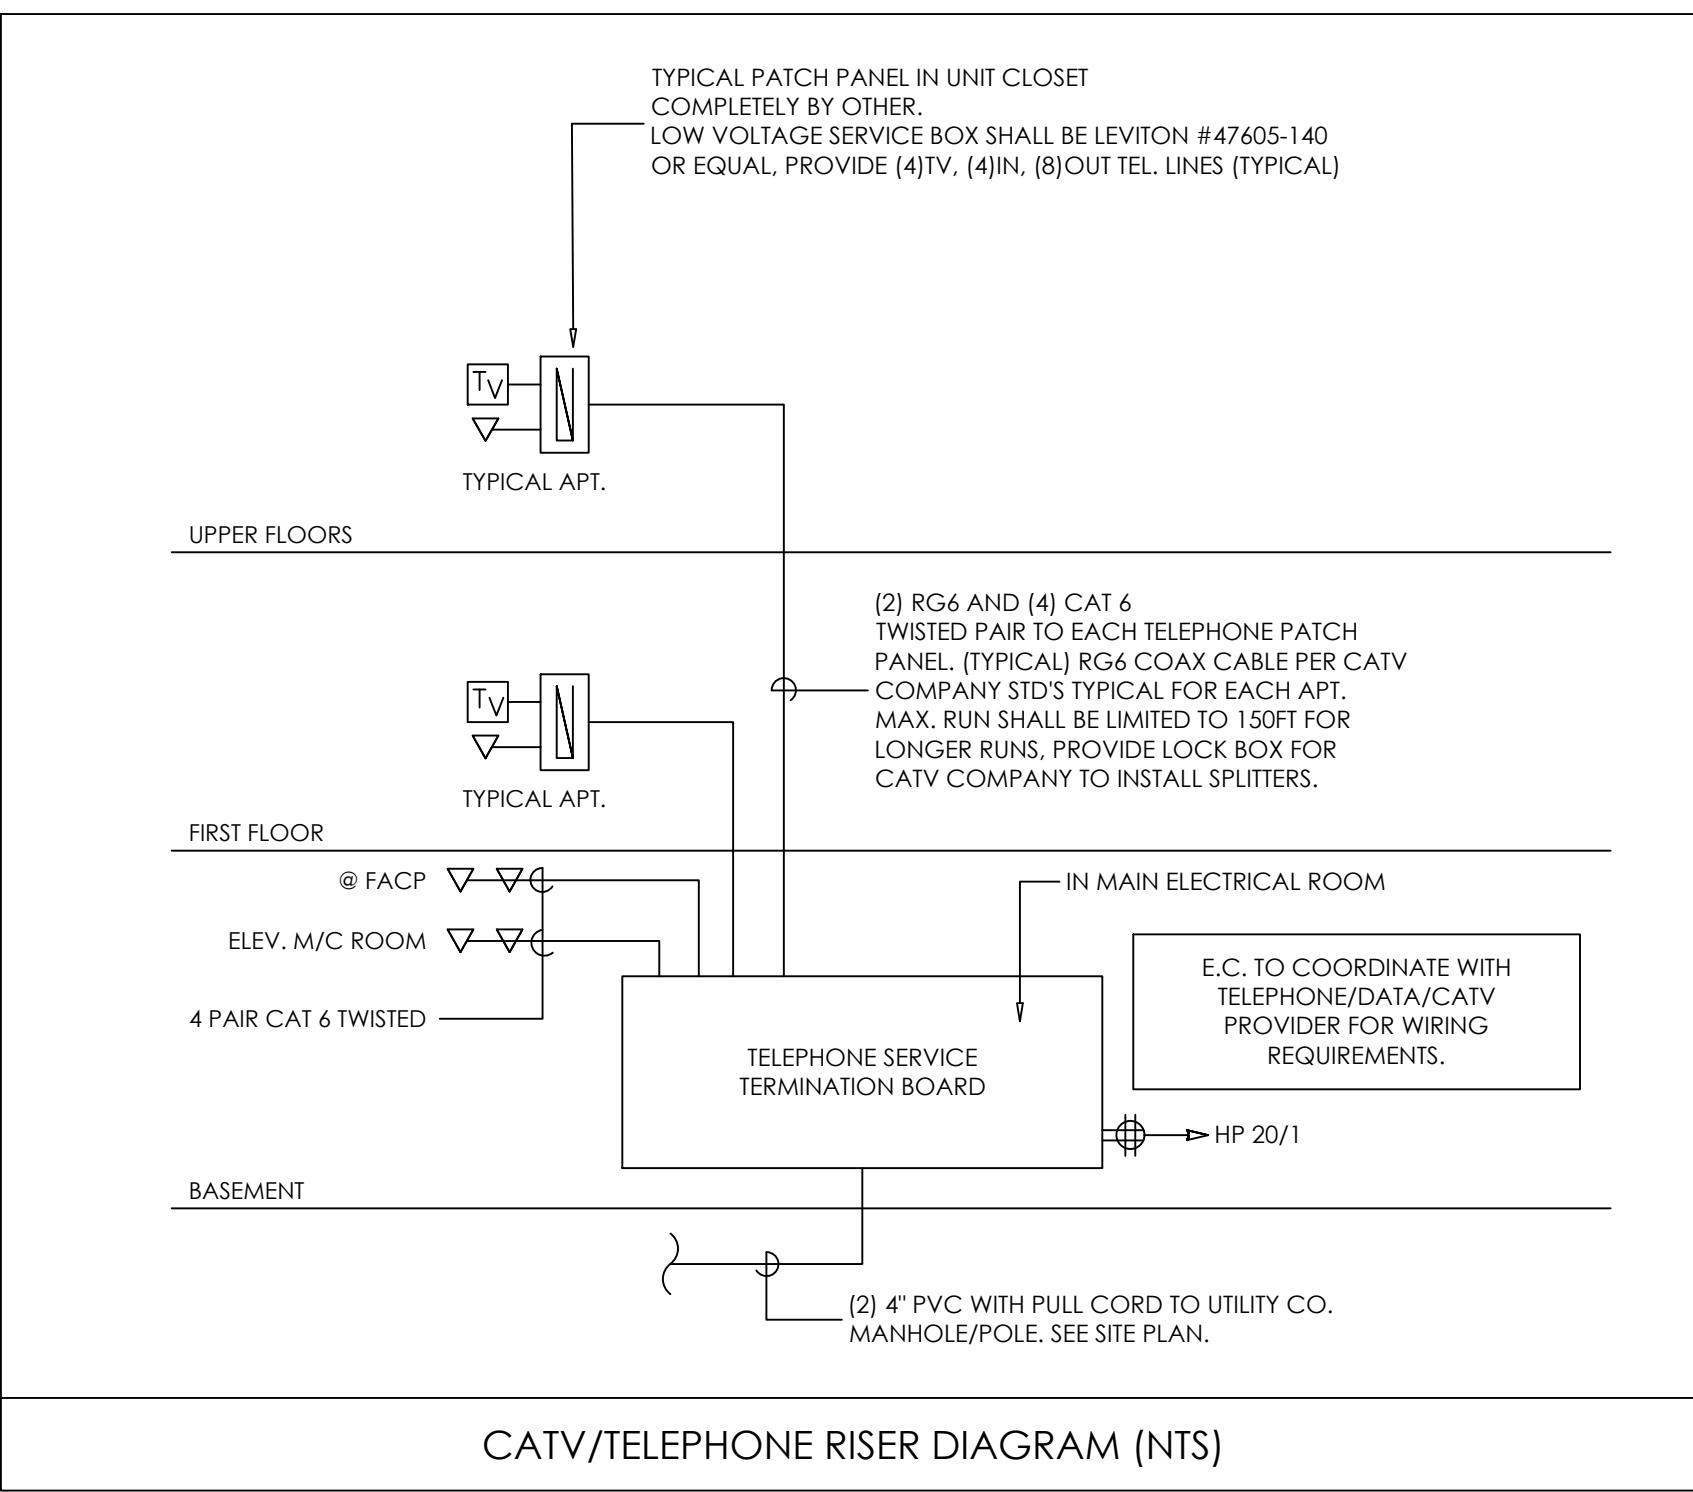 TYPICAL PATCH PANEL IN UNIT CLOSET
COMPLETELY BY OTHER.
LOW VOLTAGE SERVICE BOX SHALL BE LEVITON #47605-140
OR EQUAL, PROVIDE (4)TV, (4)IN, (8)OUT TEL. LINES (TYPICAL)
TV
TYPICAL APT.
UPPER FLOORS
(2) RG6 AND (4) CAT 6
TWISTED PAIR TO EACH TELEPHONE PATCH
PANEL. (TYPICAL) RG6 COAX CABLE PER CATV
COMPANY STD'S TYPICAL FOR EACH APT.
MAX. RUN SHALL BE LIMITED TO 150FT FOR
LONGER RUNS, PROVIDE LOCK BOX FOR
CATV COMPANY TO INSTALL SPLITTERS.
TV
TYPICAL APT.
FIRST FLOOR
@ FACP
IN MAIN ELECTRICAL ROOM
ELEV. M/C ROOM
4 PAIR CAT 6 TWISTED
E.C. TO COORDINATE WITH
TELEPHONE/DATA/CATV
PROVIDER FOR WIRING
REQUIREMENTS.
TELEPHONE SERVICE
TERMINATION BOARD
HP 20/1
BASEMENT
(2) 4" PVC WITH PULL CORD TO UTILITY CO.
MANHOLE/POLE. SEE SITE PLAN.
CATV/TELEPHONE RISER DIAGRAM (NTS)